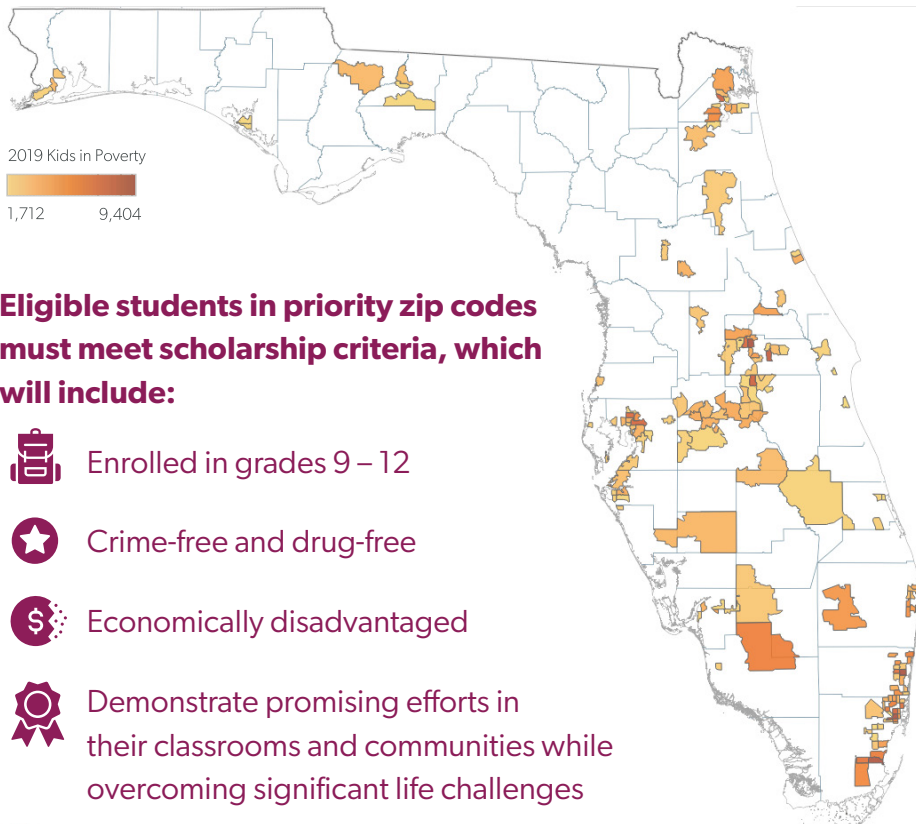 2019 Kids in Poverty
1,712 9,404
Eligible students in priority zip codes
must meet scholarship criteria, which
will include:
Enrolled in grades 9 – 12
Crime-free and drug-free
$
Economically disadvantaged
Demonstrate promising efforts in
their classrooms and communities while
overcoming significant life challenges